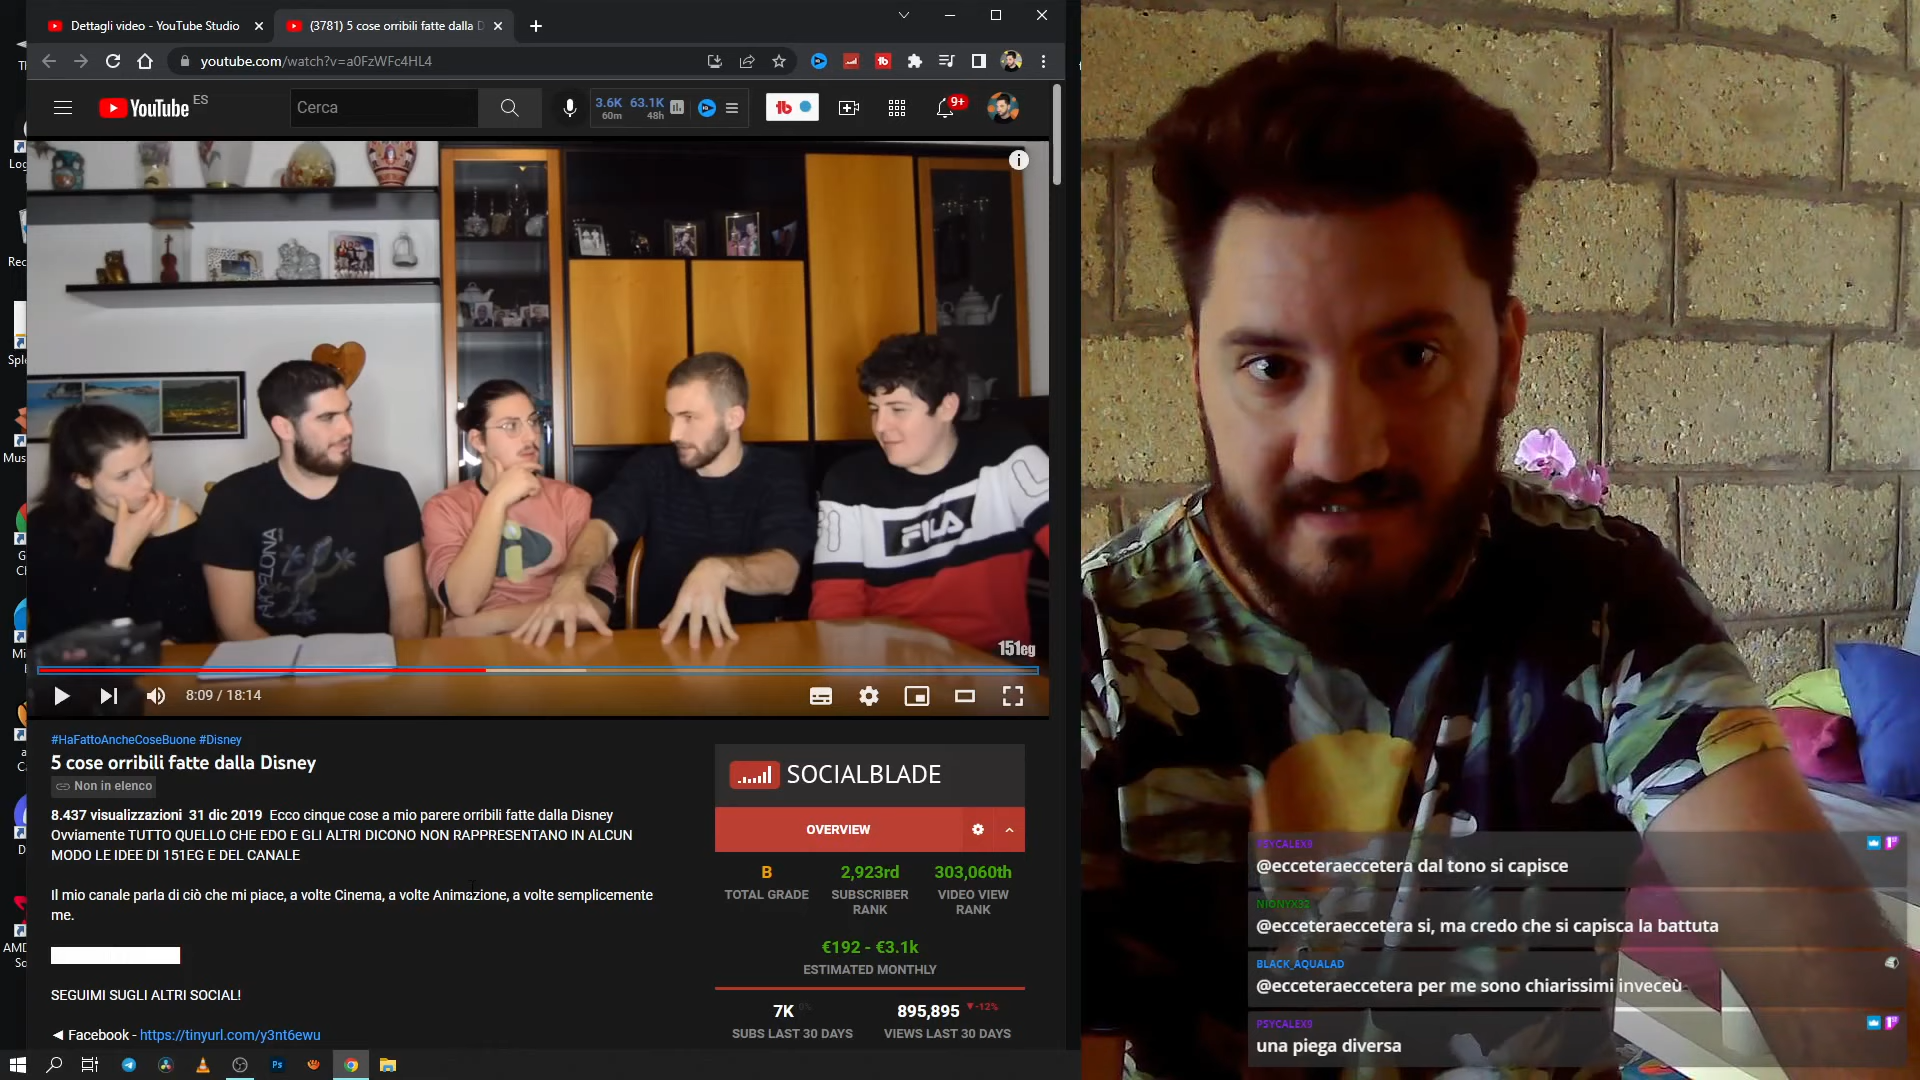 Dettagli video - YouTube Studio
(3781) 5 cose orribili fatte dalla D
youtube.com/watch?v=a0FzWFc4HL4
YouTube ES
Cerca
3.6K 63.1K
60m 48h
9+
BARCELONA
FILA
151eg
8:09 / 18:14
#HaFattoAncheCoseBuone #Disney
5 cose orribili fatte dalla Disney
Non in elenco
8.437 visualizzazioni 31 dic 2019 Ecco cinque cose a mio parere orribili fatte dalla Disney
Ovviamente TUTTO QUELLO CHE EDO E GLI ALTRI DICONO NON RAPPRESENTANO IN ALCUN
MODO LE IDEE DI 151EG E DEL CANALE
Il mio canale parla di ciò che mi piace, a volte Cinema, a volte Animazione, a volte semplicemente
me.
SEGUIMI SUGLI ALTRI SOCIAL!
◄ Facebook - https://tinyurl.com/y3nt6ewu
SOCIALBLADE
OVERVIEW
B 2,923rd 303,060th
TOTAL GRADE SUBSCRIBER RANK VIDEO VIEW RANK
€192 - €3.1k
ESTIMATED MONTHLY
7K 0% 895,895 -12%
SUBS LAST 30 DAYS VIEWS LAST 30 DAYS
PSYCALEX9
@ecceteraeccetera dal tono si capisce
NIONYX32
@ecceteraeccetera si, ma credo che si capisca la battuta
BLACK_AQUALAD
@ecceteraeccetera per me sono chiarissimi inveceù
PSYCALEX9
una piega diversa